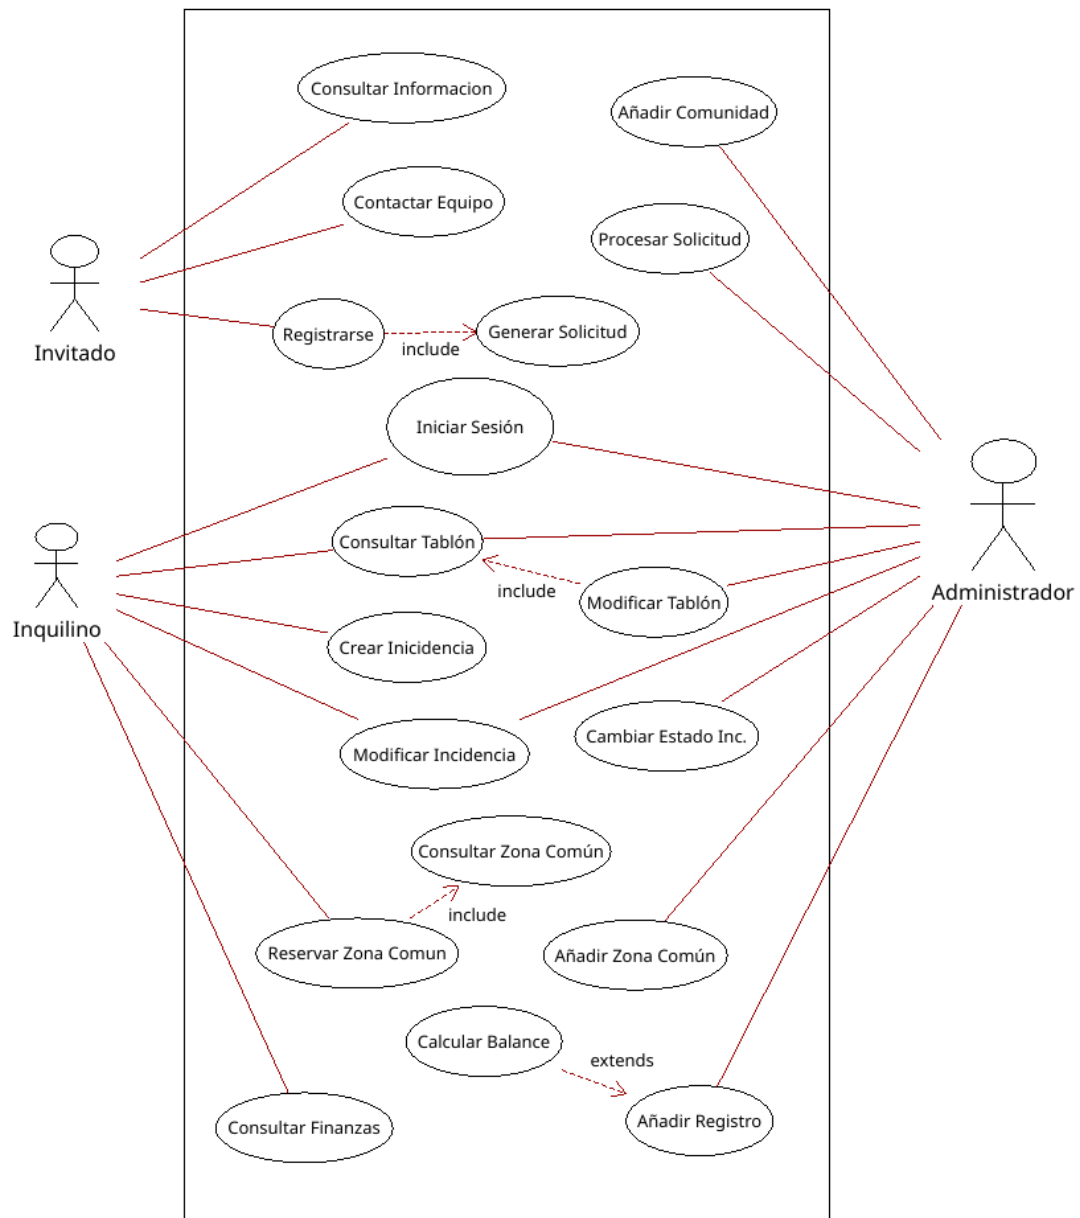 Consultar Informacion
Añadir Comunidad
Contactar Equipo
Procesar Solicitud
Invitado
Registrarse
include
Generar Solicitud
Iniciar Sesión
Consultar Tablón
include
Modificar Tablón
Administrador
Inquilino
Crear Inicidencia
Modificar Incidencia
Cambiar Estado Inc.
Consultar Zona Común
include
Reservar Zona Comun
Añadir Zona Común
Calcular Balance
extends
Consultar Finanzas
Añadir Registro